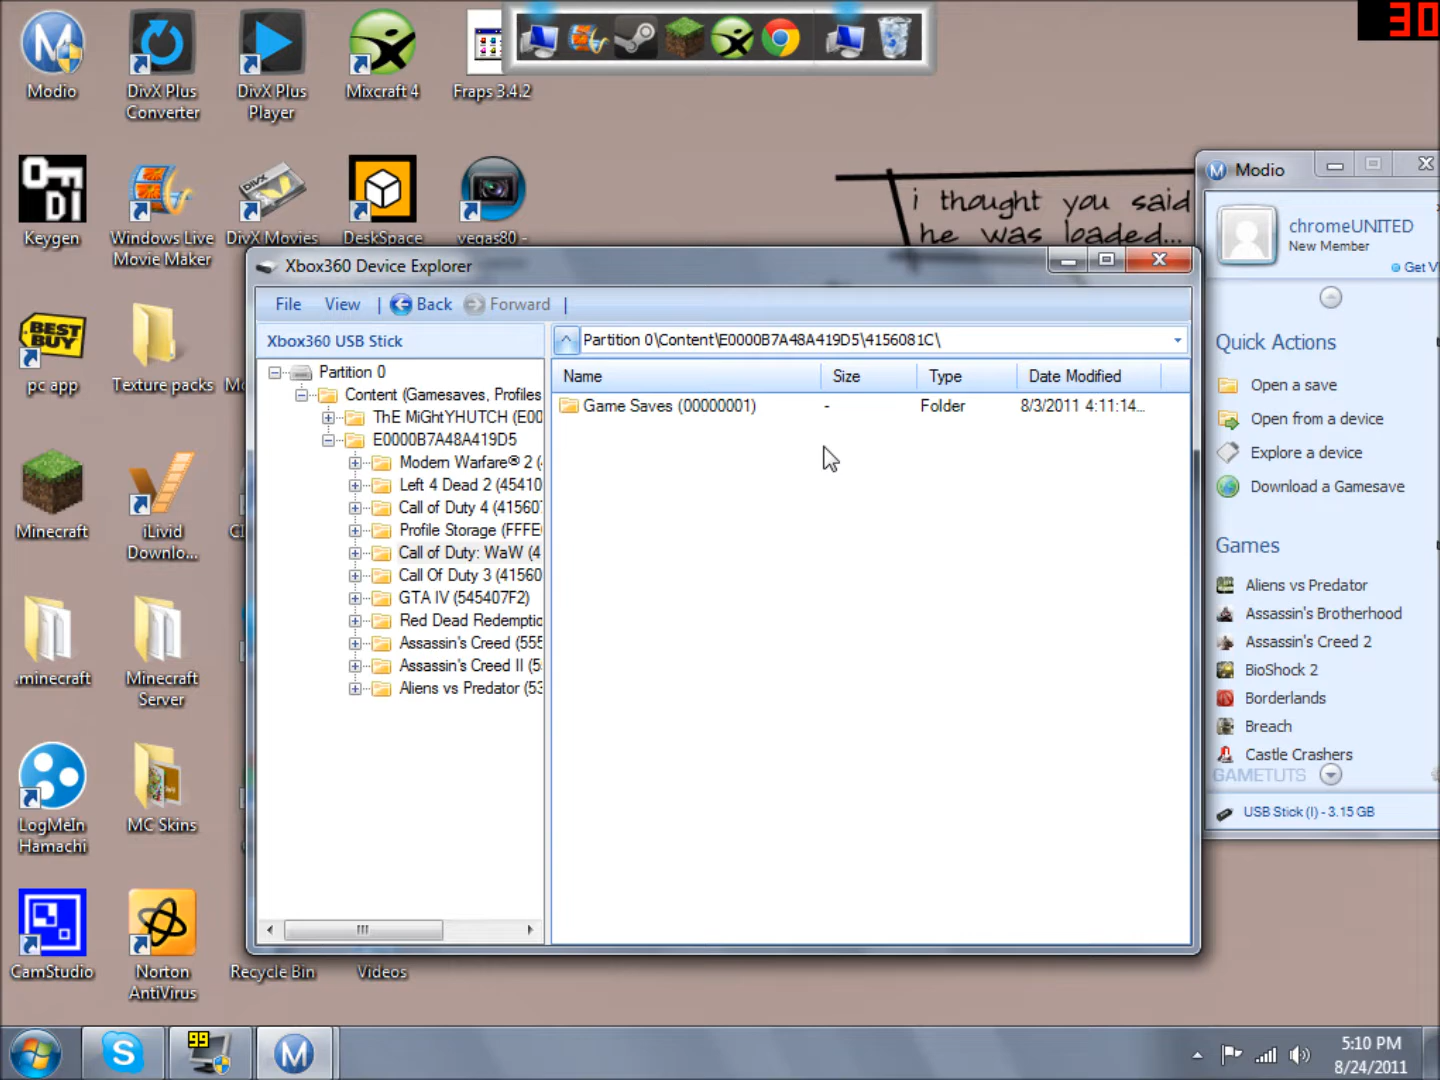 30
Modio
DivX Plus
Converter
DivX Plus
Player
Mixcraft 4
Fraps 3.4.2
Keygen
Windows Live
Movie Maker
DivX Movies
DeskSpace
vegas80 -
i thought you said
he was loaded...
BEST
BUY
pc app
Texture packs
Minecraft
iLivid
Downlo...
.minecraft
Minecraft
Server
LogMeIn
Hamachi
MC Skins
CamStudio
Norton
AntiVirus
Recycle Bin
Videos
Xbox360 Device Explorer
File View | Back Forward |
Xbox360 USB Stick
Partition 0\Content\E0000B7A48A419D5\4156081C\
Partition 0
Content (Gamesaves, Profiles
ThE MiGhtYHUTCH (E00
E0000B7A48A419D5
Modern Warfare® 2 (
Left 4 Dead 2 (45410
Call of Duty 4 (41560
Profile Storage (FFFE
Call of Duty: WaW (4
Call Of Duty 3 (41560
GTA IV (545407F2)
Red Dead Redemptic
Assassin's Creed (555
Assassin's Creed II (5
Aliens vs Predator (53
Name Size Type Date Modified
Game Saves (00000001) - Folder 8/3/2011 4:11:14...
Modio
chromeUNITED
New Member
Get V
Quick Actions
Open a save
Open from a device
Explore a device
Download a Gamesave
Games
Aliens vs Predator
Assassin's Brotherhood
Assassin's Creed 2
BioShock 2
Borderlands
Breach
Castle Crashers
GAMETUTS
USB Stick (I) - 3.15 GB
99
5:10 PM
8/24/2011